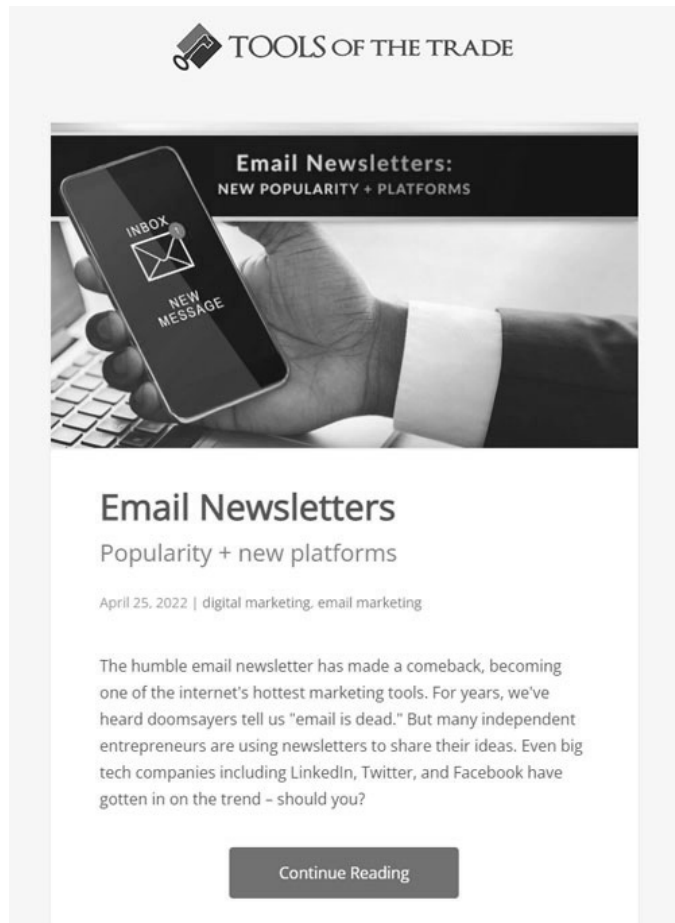 TOOLS OF THE TRADE
Email Newsletters:
NEW POPULARITY + PLATFORMS
INBOX
1
NEW
MESSAGE
Email Newsletters
Popularity + new platforms
April 25, 2022 | digital marketing, email marketing
The humble email newsletter has made a comeback, becoming
one of the internet's hottest marketing tools. For years, we've
heard doomsayers tell us "email is dead." But many independent
entrepreneurs are using newsletters to share their ideas. Even big
tech companies including LinkedIn, Twitter, and Facebook have
gotten in on the trend – should you?
Continue Reading